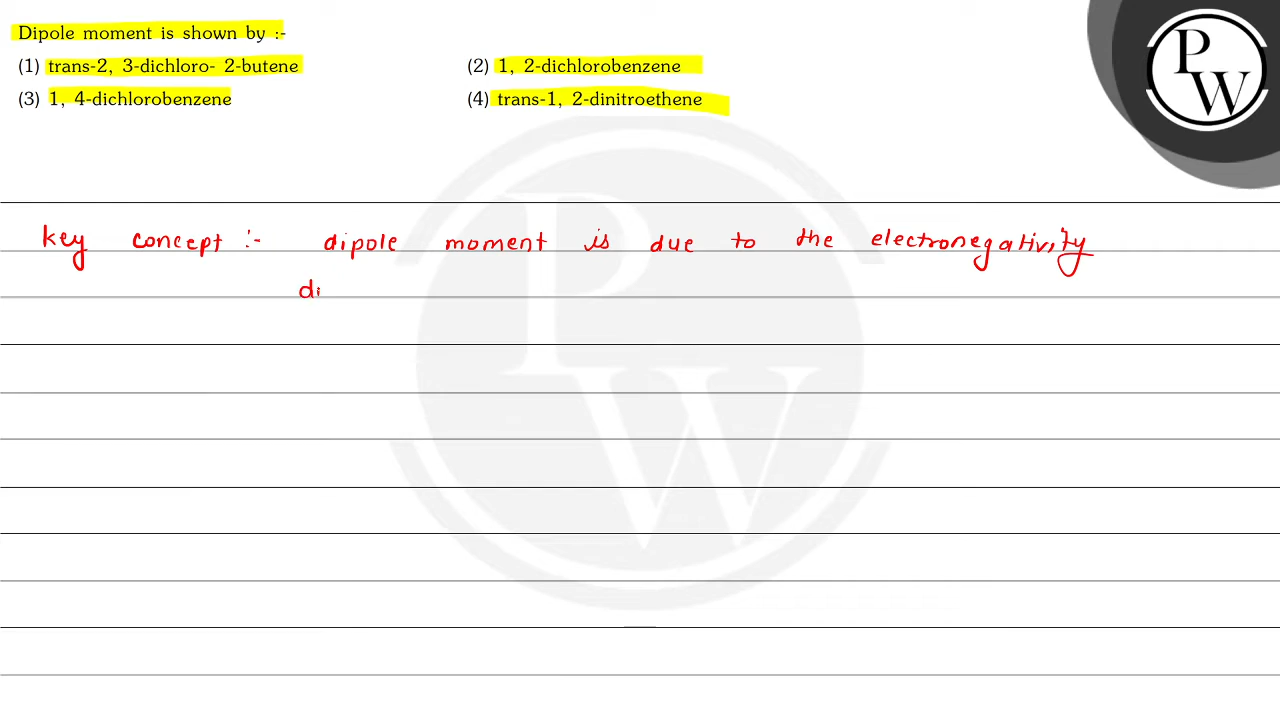 Dipole moment is shown by :-
(1) trans-2, 3-dichloro- 2-butene (2) 1, 2-dichlorobenzene
(3) 1, 4-dichlorobenzene (4) trans-1, 2-dinitroethene
P
W
key concept :- dipole moment is due to the electronegativity
di
P
W